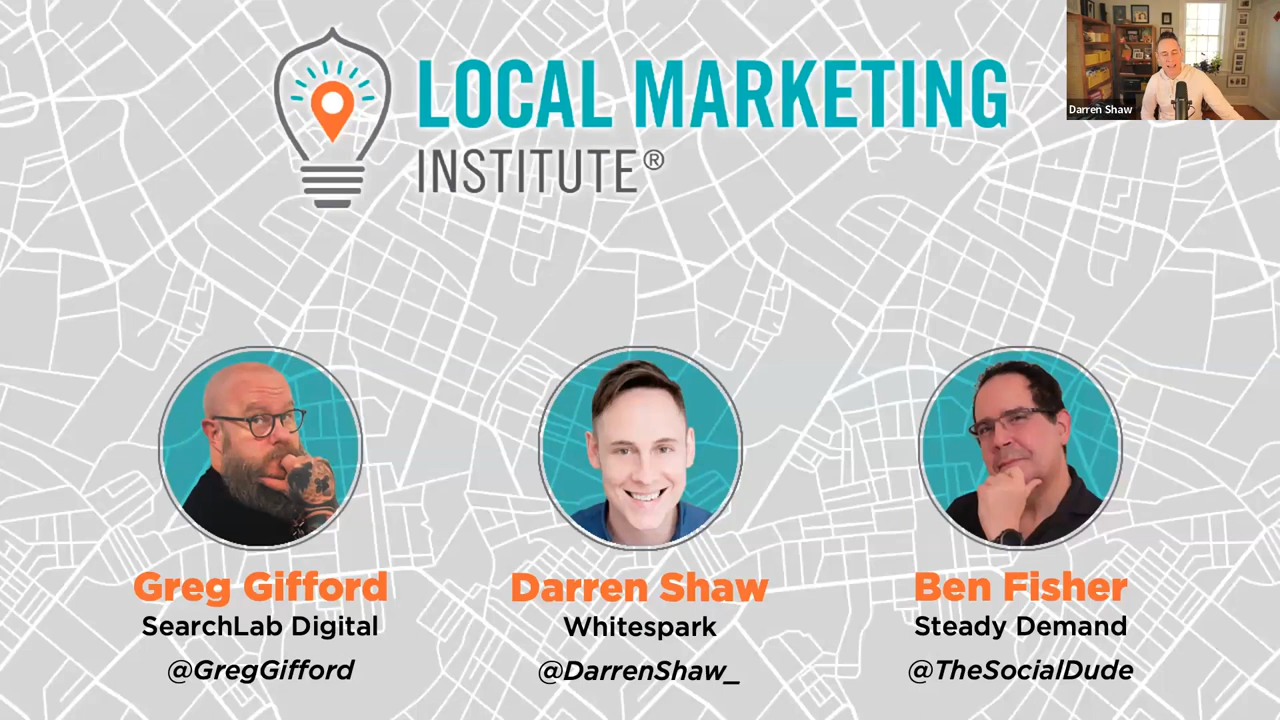 LOCAL MARKETING
INSTITUTE®
Darren Shaw
Greg Gifford
SearchLab Digital
@GregGifford
Darren Shaw
Whitespark
@DarrenShaw_
Ben Fisher
Steady Demand
@TheSocialDude